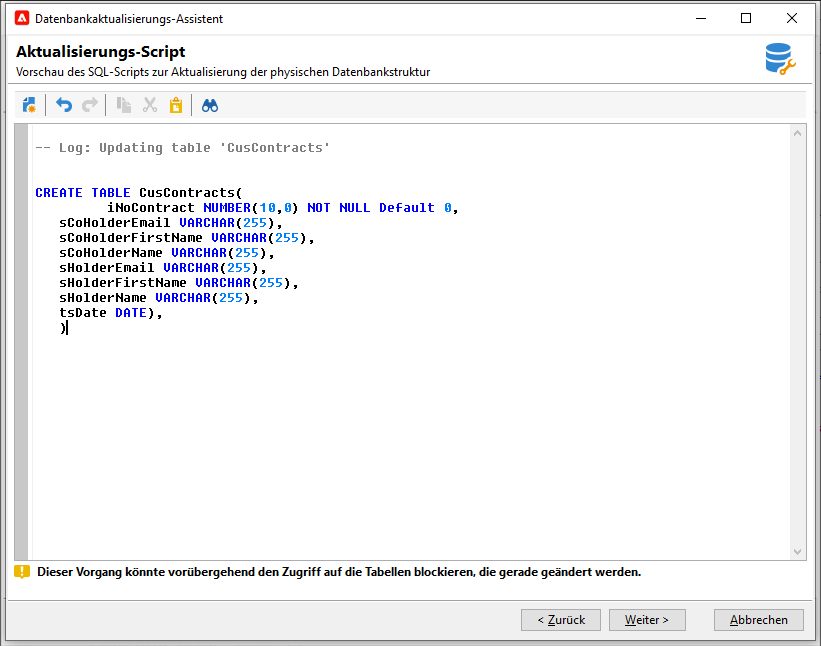 Datenbankaktualisierungs-Assistent
Aktualisierungs-Script
Vorschau des SQL-Scripts zur Aktualisierung der physischen Datenbankstruktur
-- Log: Updating table 'CusContracts'
CREATE TABLE CusContracts(
iNoContract NUMBER(10,0) NOT NULL Default 0,
sCoHolderEmail VARCHAR(255),
sCoHolderFirstName VARCHAR(255),
sCoHolderName VARCHAR(255),
sHolderEmail VARCHAR(255),
sHolderFirstName VARCHAR(255),
sHolderName VARCHAR(255),
tsDate DATE),
)
Dieser Vorgang könnte vorübergehend den Zugriff auf die Tabellen blockieren, die gerade geändert werden.
< Zurück Weiter > Abbrechen